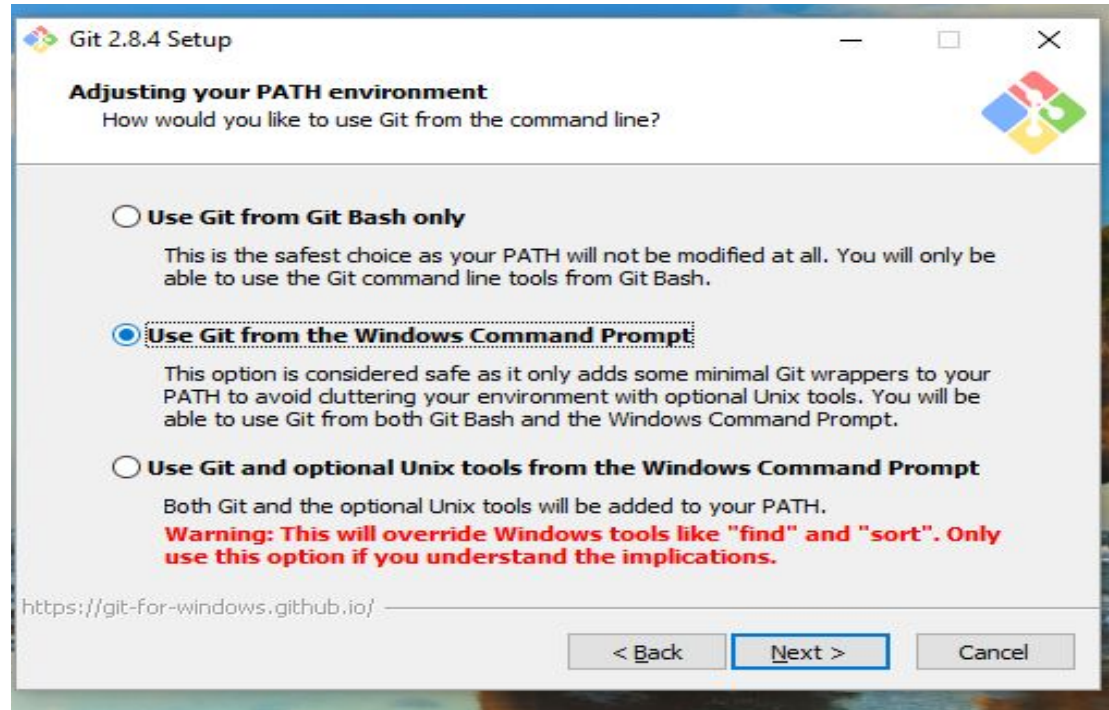 Git 2.8.4 Setup
Adjusting your PATH environment
How would you like to use Git from the command line?
Use Git from Git Bash only
This is the safest choice as your PATH will not be modified at all. You will only be
able to use the Git command line tools from Git Bash.
Use Git from the Windows Command Prompt
This option is considered safe as it only adds some minimal Git wrappers to your
PATH to avoid cluttering your environment with optional Unix tools. You will be
able to use Git from both Git Bash and the Windows Command Prompt.
Use Git and optional Unix tools from the Windows Command Prompt
Both Git and the optional Unix tools will be added to your PATH.
Warning: This will override Windows tools like "find" and "sort". Only
use this option if you understand the implications.
https://git-for-windows.github.io/
< Back
Next >
Cancel